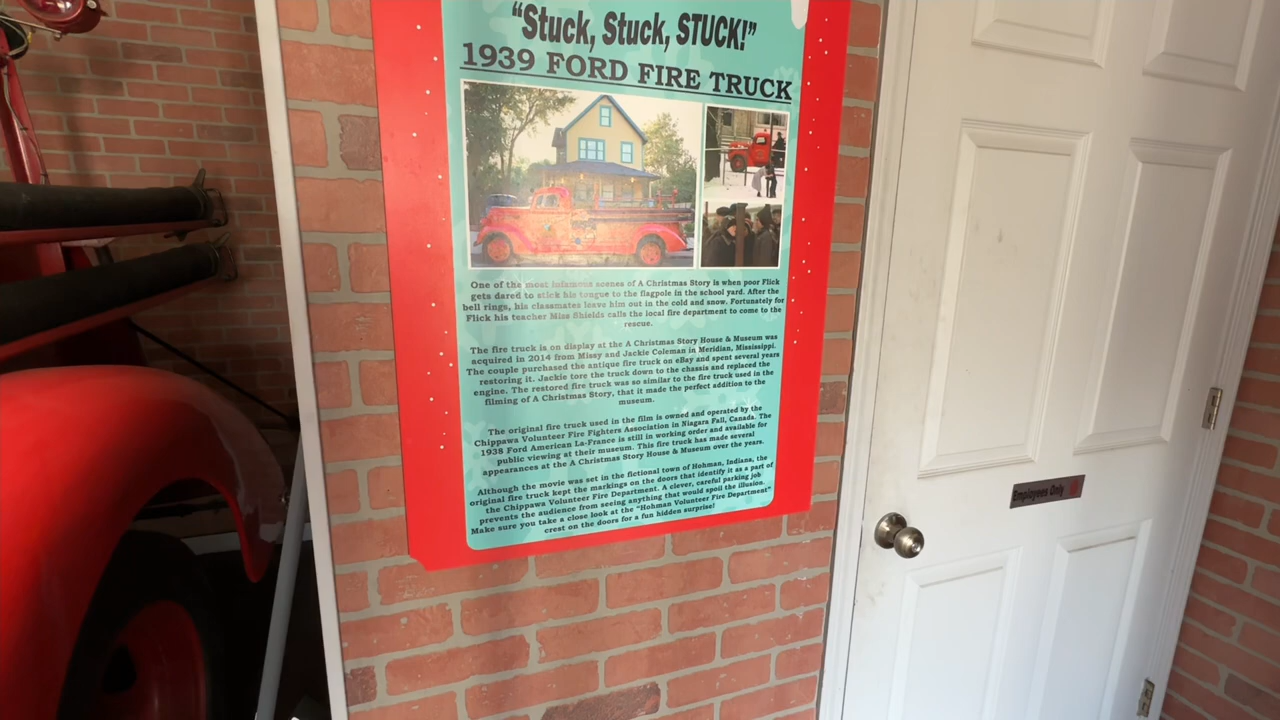 "Stuck, Stuck, STUCK!"
1939 FORD FIRE TRUCK
One of the most infamous scenes of A Christmas Story is when poor Flick
gets dared to stick his tongue to the flagpole in the school yard. After the
bell rings, his classmates leave him out in the cold and snow. Fortunately for
Flick his teacher Miss Shields calls the local fire department to come to the
rescue.
The fire truck is on display at the A Christmas Story House & Museum was
acquired in 2014 from Missy and Jackie Coleman in Meridian, Mississippi.
The couple purchased the antique fire truck on eBay and spent several years
restoring it. Jackie tore the truck down to the chassis and replaced the
engine. The restored fire truck was so similar to the fire truck used in the
filming of A Christmas Story, that it made the perfect addition to the
museum.
The original fire truck used in the film is owned and operated by the
Chippawa Volunteer Fire Fighters Association in Niagara Fall, Canada. The
1938 Ford American La-France is still in working order and available for
public viewing at their museum. This fire truck has made several
appearances at the A Christmas Story House & Museum over the years.
Although the movie was set in the fictional town of Hohman, Indiana, the
original fire truck kept the markings on the doors that identify it as a part of
the Chippawa Volunteer Fire Department. A clever, careful parking job
prevents the audience from seeing anything that would spoil the illusion.
Make sure you take a close look at the "Hohman Volunteer Fire Department"
crest on the doors for a fun hidden surprise!
Employees Only